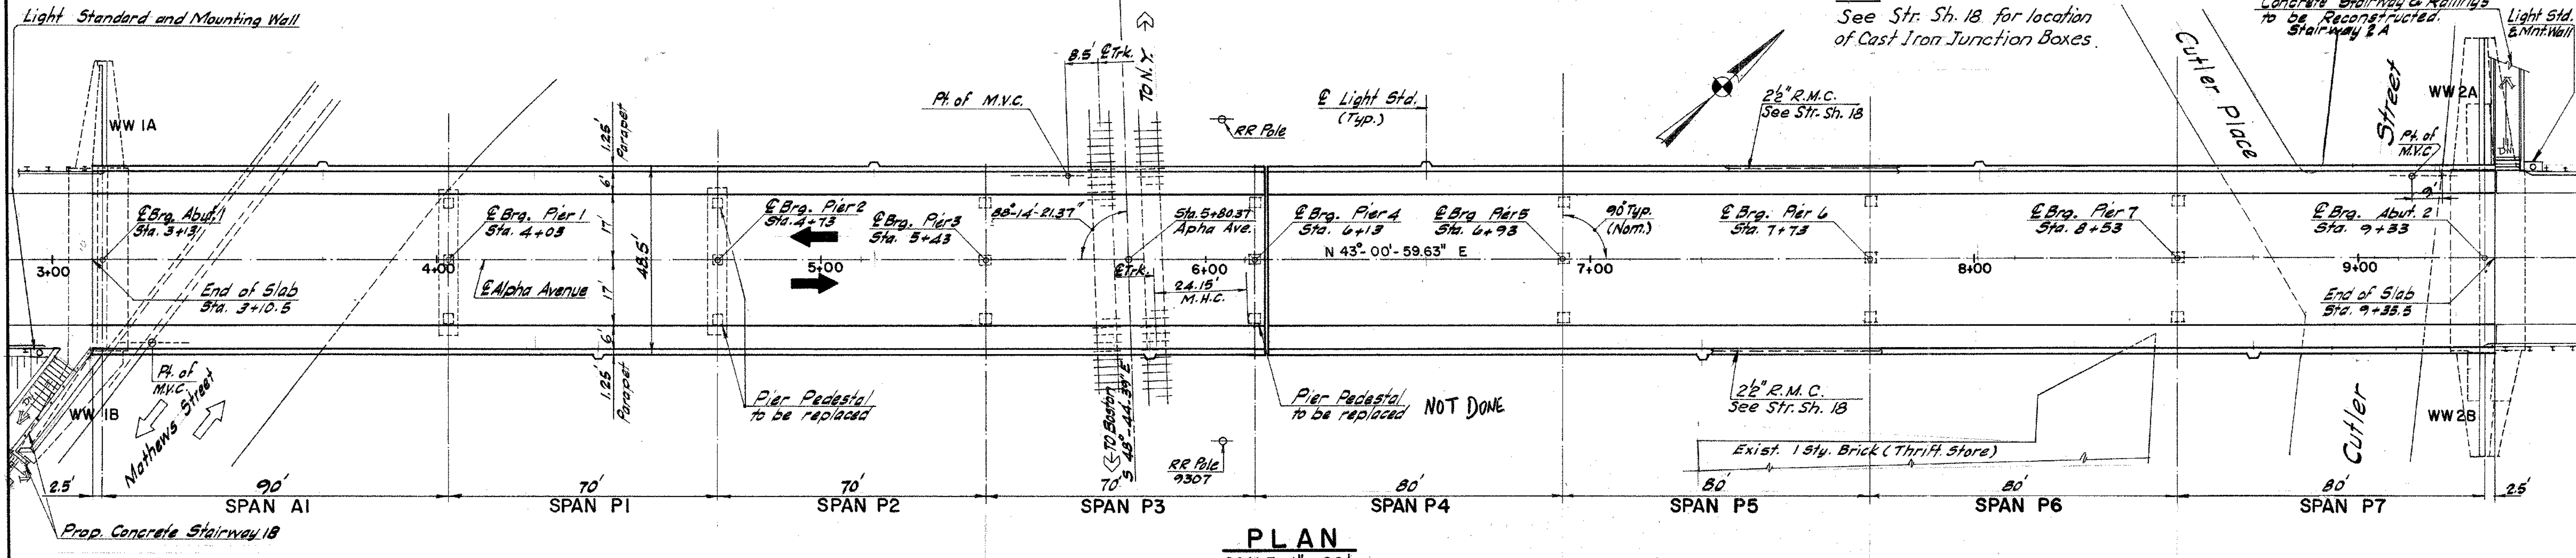 Light Standard and Mounting Wall
See Str. Sh. 18 for location
of Cast Iron Junction Boxes.
Concrete Stairway & Railings
to be Reconstructed.
Stairway 2A
Light Std.
& Mnt. Wall
8.5'
℄ Trk.
TO N.Y.
Pt. of M.V.C.
RR Pole
℄ Light Std.
(Typ.)
2½" R.M.C.
See Str. Sh. 18
Cutler Place
Street
WW 2A
Pt. of
M.V.C.
DN
9'
WW 1A
1.25'
Parapet
6'
17'
48.5'
17'
6'
1.25'
Parapet
℄ Brg. Abut. 1
Sta. 3+13
℄ Brg. Pier 1
Sta. 4+03
℄ Brg. Pier 2
Sta. 4+73
℄ Brg. Pier 3
Sta. 5+43
88°-14'-21.37"
Sta. 5+80.37
Apha Ave.
℄ Brg. Pier 4
Sta. 6+13
℄ Brg Pier 5
Sta. 6+93
90° Typ.
(Nom.)
℄ Brg. Pier 6
Sta. 7+73
℄ Brg. Pier 7
Sta. 8+53
℄ Brg. Abut. 2
Sta. 9+33
N 43°-00'-59.63" E
3+00
4+00
5+00
6+00
7+00
8+00
9+00
End of Slab
Sta. 3+10.5
℄ Alpha Avenue
℄ Trk.
24.15'
M.H.C.
End of Slab
Sta. 9+35.5
Pt. of
M.V.C.
DN
WW 1B
Mathews Street
Pier Pedestal
to be replaced
TO Boston
S 48°-44'-44.39" E
Pier Pedestal
to be replaced
NOT DONE
2½" R.M.C.
See Str. Sh. 18
Exist. 1 Sty. Brick (Thrift Store)
RR Pole
9307
Cutler
WW 2B
2.5'
90'
70'
70'
70'
80'
80'
80'
80'
2.5'
SPAN A1
SPAN P1
SPAN P2
SPAN P3
SPAN P4
SPAN P5
SPAN P6
SPAN P7
Prop. Concrete Stairway 1B
PLAN